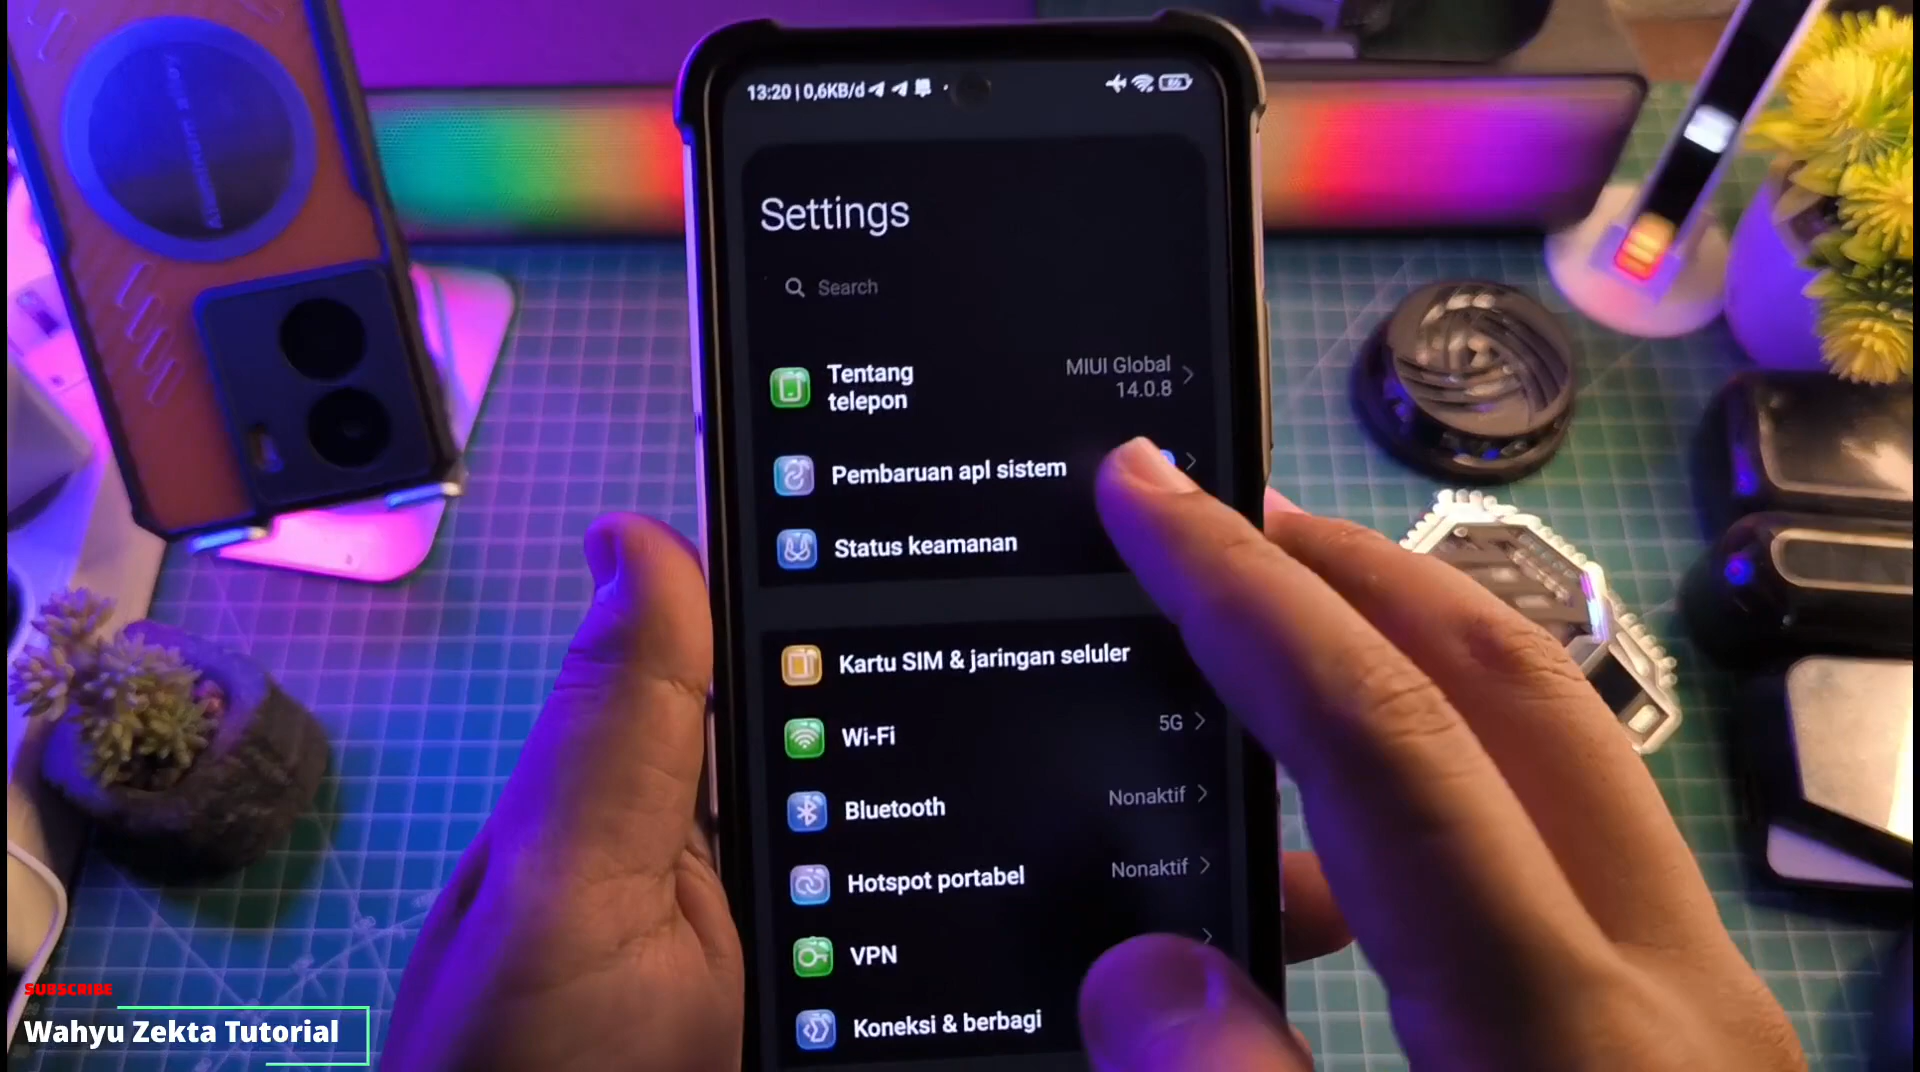 13:20 | 0,6KB/d
86
Settings
Search
Tentang telepon
MIUI Global 14.0.8
Pembaruan apl sistem
Status keamanan
Kartu SIM & jaringan seluler
Wi-Fi
5G
Bluetooth
Nonaktif
Hotspot portabel
Nonaktif
VPN
Koneksi & berbagi
SUBSCRIBE
Wahyu Zekta Tutorial